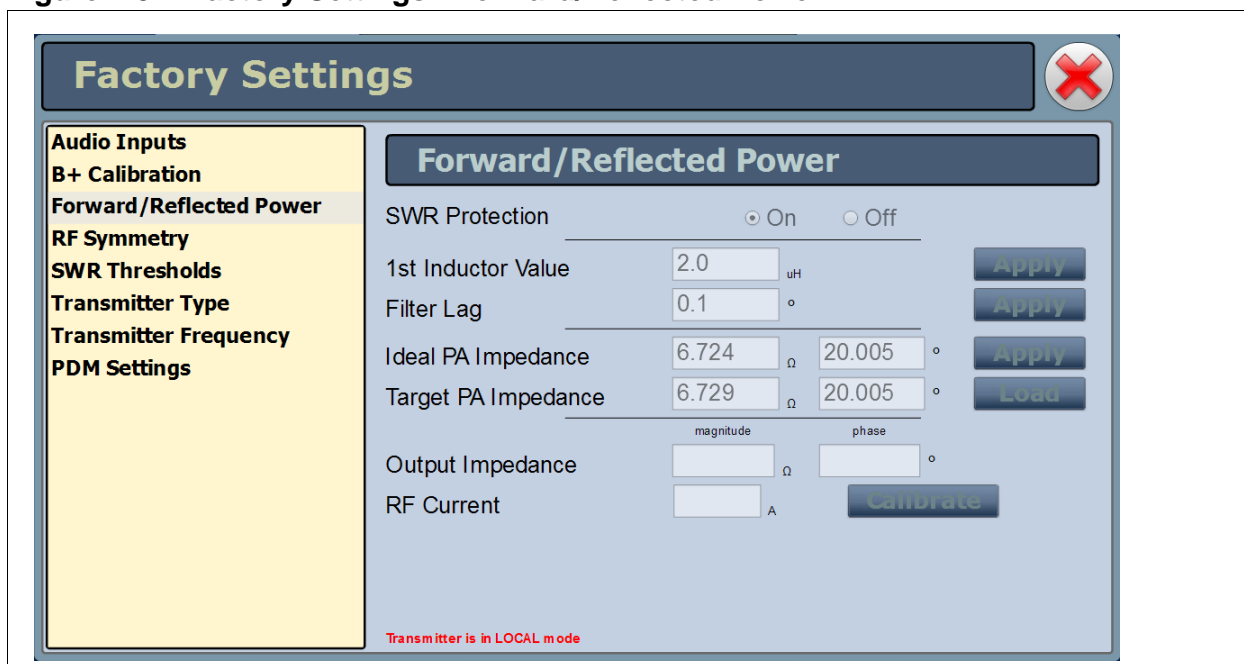 Factory Settings
Audio Inputs
B+ Calibration
Forward/Reflected Power
RF Symmetry
SWR Thresholds
Transmitter Type
Transmitter Frequency
PDM Settings
Forward/Reflected Power
SWR Protection On Off
1st Inductor Value 2.0 uH Apply
Filter Lag 0.1 ° Apply
Ideal PA Impedance 6.724 Ω 20.005 ° Apply
Target PA Impedance 6.729 Ω 20.005 ° Load
magnitude phase
Output Impedance Ω °
RF Current A Calibrate
Transmitter is in LOCAL mode